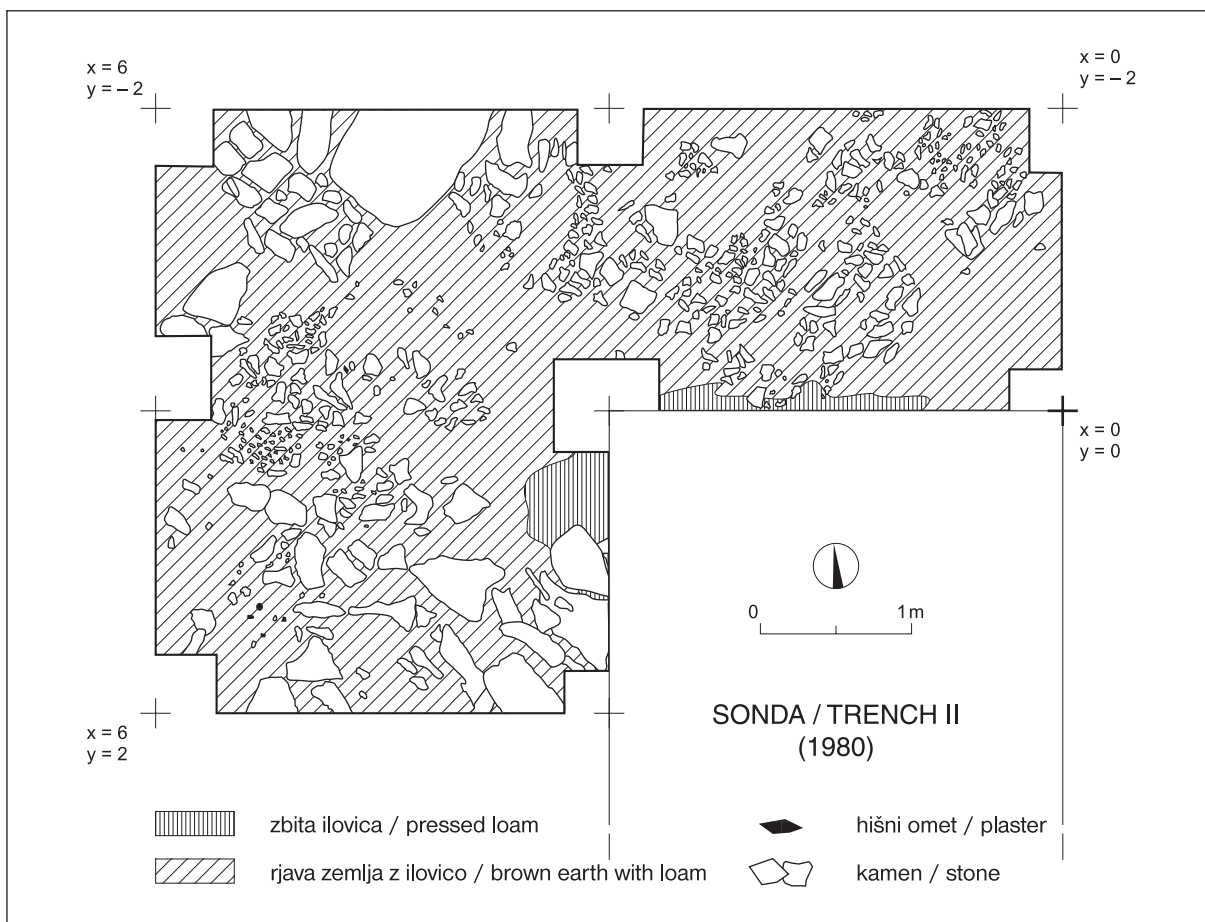 x = 6
y = – 2
x = 0
y = – 2
x = 0
y = 0
0 1 m
SONDA / TRENCH II
(1980)
x = 6
y = 2
zbita ilovica / pressed loam
hišni omet / plaster
rjava zemlja z ilovico / brown earth with loam
kamen / stone